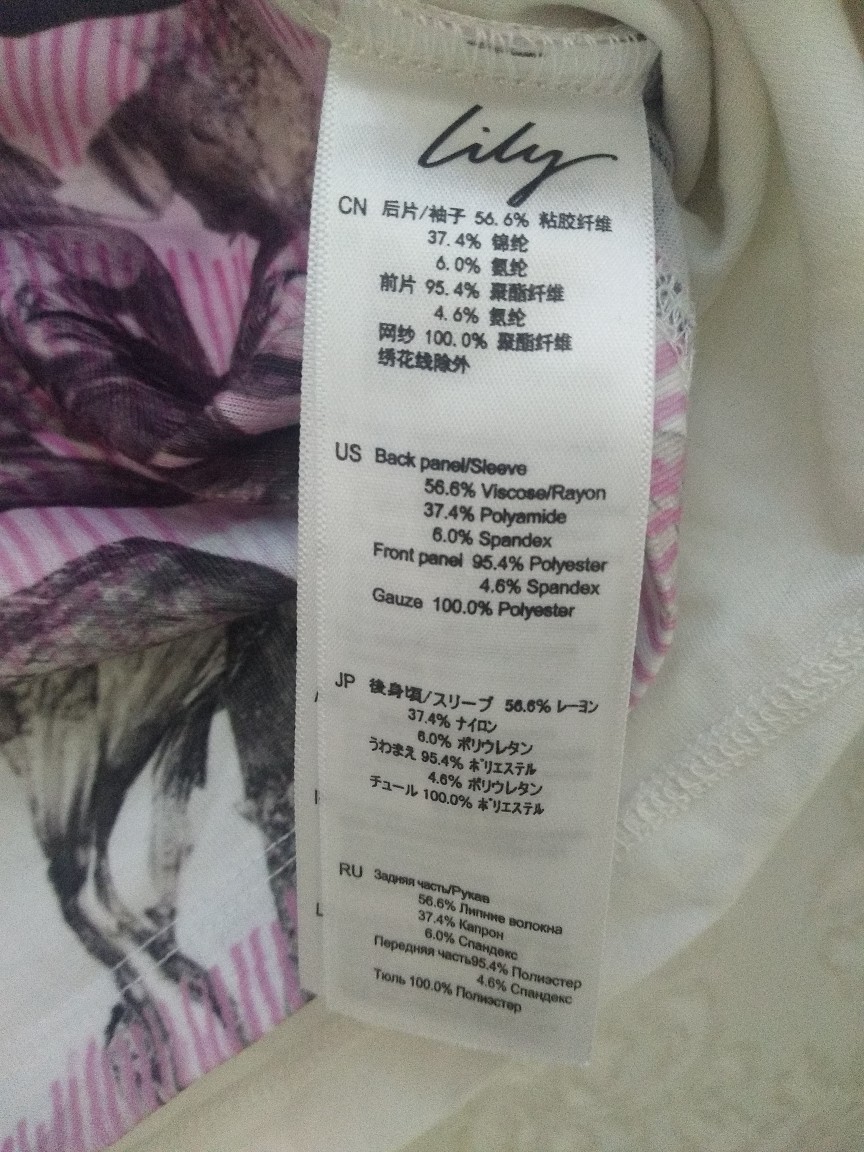 Lily
CN 后片/袖子 56.6% 粘胶纤维
37.4% 锦纶
6.0% 氨纶
前片 95.4% 聚酯纤维
4.6% 氨纶
网纱 100.0% 聚酯纤维
绣花线除外
US Back panel/Sleeve
56.6% Viscose/Rayon
37.4% Polyamide
6.0% Spandex
Front panel 95.4% Polyester
4.6% Spandex
Gauze 100.0% Polyester
JP 後身頃/スリーブ 56.6% レーヨン
37.4% ナイロン
6.0% ポリウレタン
うわまえ 95.4% ポリエステル
4.6% ポリウレタン
チュール 100.0% ポリエステル
RU Задняя часть/Рукав
56.6% Липние волокна
37.4% Капрон
6.0% Спандекс
Передняя часть95.4% Полиэстер
4.6% Спандекс
Тюль 100.0% Полиэстер